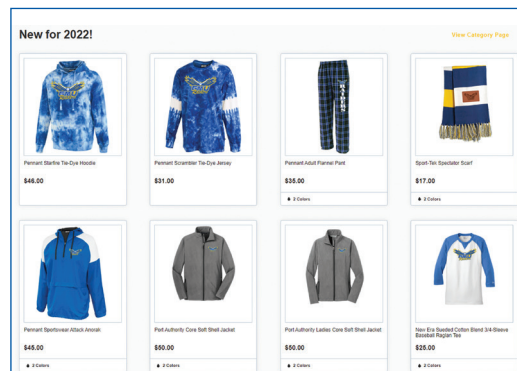 New for 2022!
View Category Page
Pennant Starfire Tie-Dye Hoodie
$46.00
Pennant Scrambler Tie-Dye Jersey
$31.00
Pennant Adult Flannel Pant
$35.00
2 Colors
Sport-Tek Spectator Scarf
$17.00
2 Colors
Pennant Sportswear Attack Anorak
$45.00
2 Colors
Port Authority Core Soft Shell Jacket
$50.00
Port Authority Ladies Core Soft Shell Jacket
$50.00
2 Colors
New Era Sueded Cotton Blend 3/4-Sleeve
Baseball Raglan Tee
$25.00
2 Colors